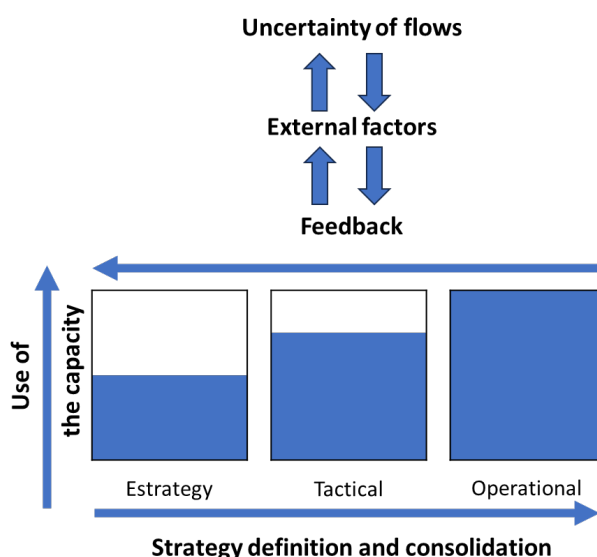 Uncertainty of flows
External factors
Feedback
Use of
the capacity
Estrategy
Tactical
Operational
Strategy definition and consolidation